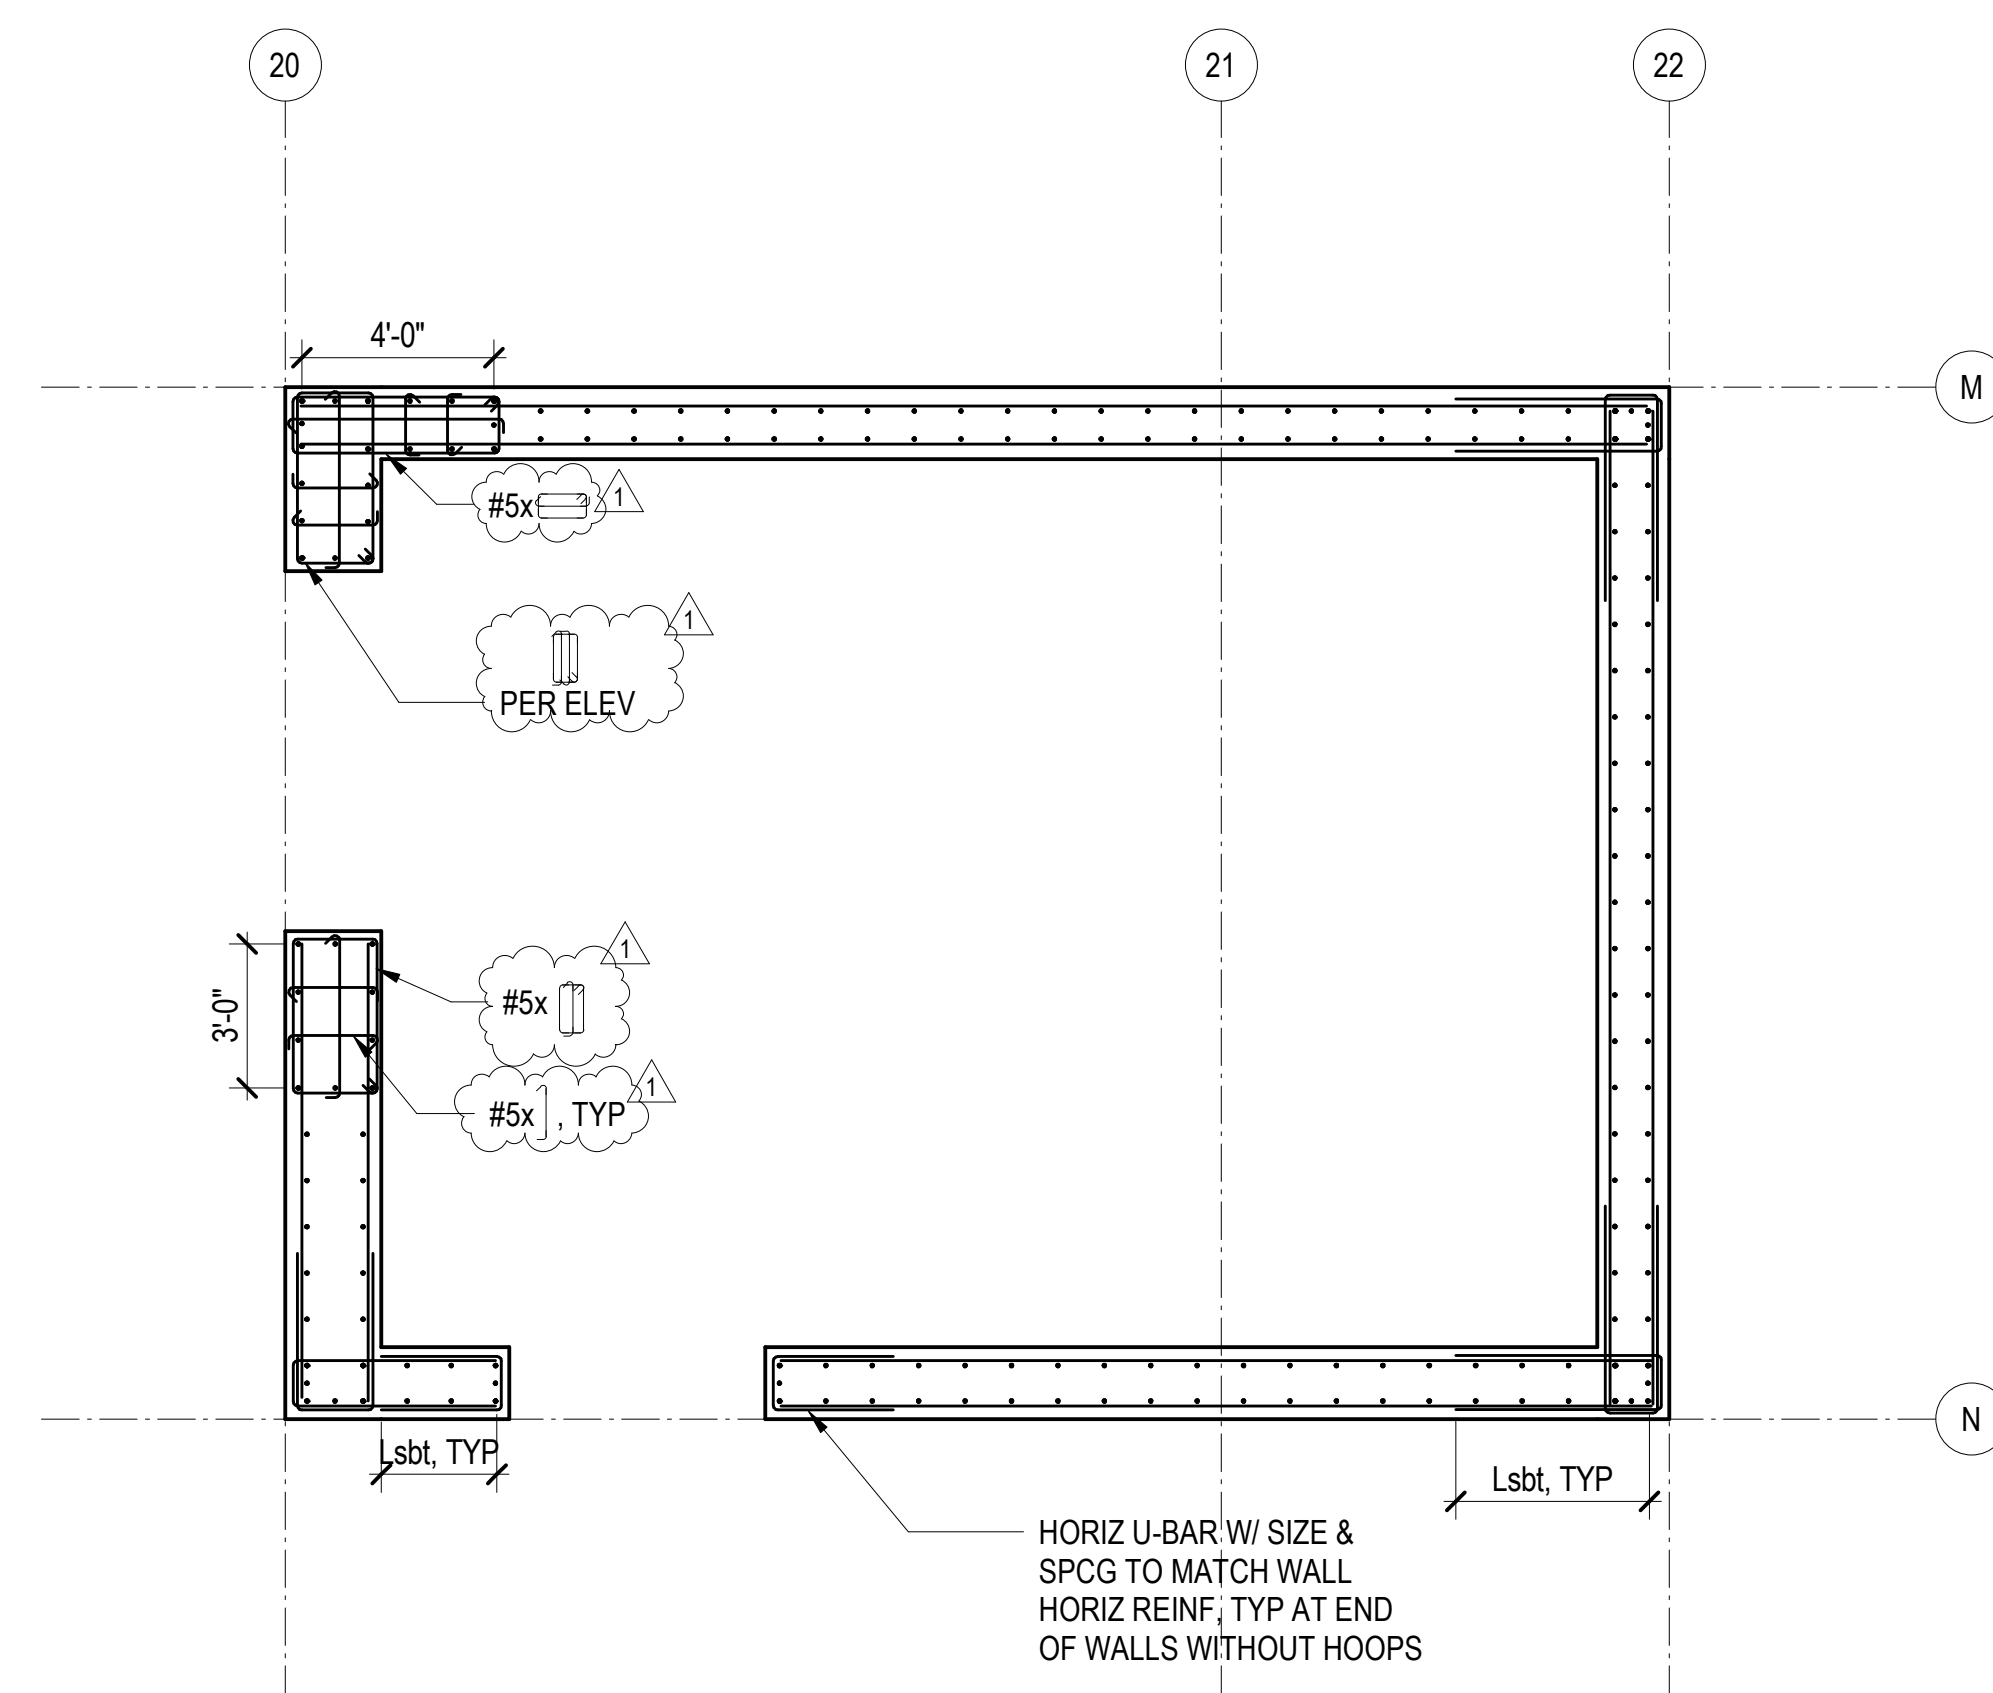 20
21
22
4'-0"
M
#5x
1
1
PER ELEV
1
#5x
3'-0"
1
#5x , TYP
N
Lsbt, TYP
Lsbt, TYP
HORIZ U-BAR W/ SIZE &
SPCG TO MATCH WALL
HORIZ REINF, TYP AT END
OF WALLS WITHOUT HOOPS